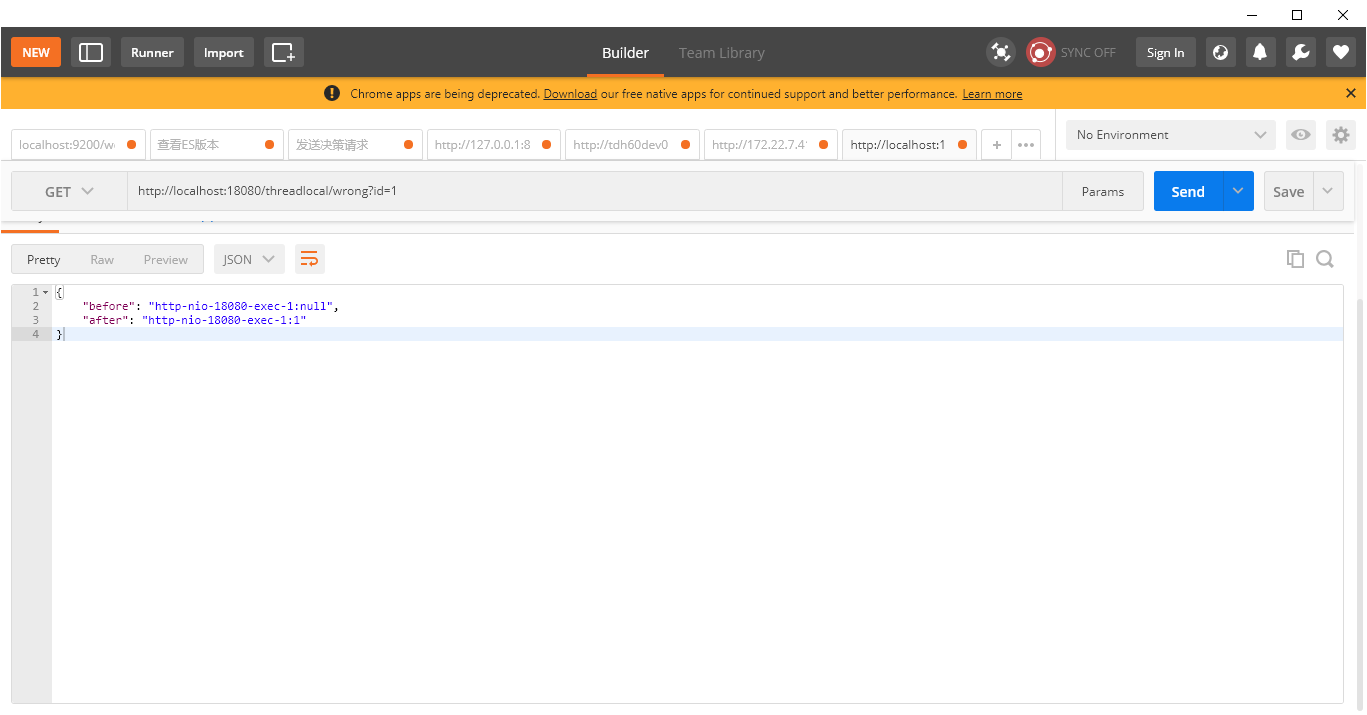 NEW Runner Import Builder Team Library SYNC OFF Sign In
! Chrome apps are being deprecated. Download our free native apps for continued support and better performance. Learn more
localhost:9200/w 查看ES版本 发送决策请求 http://127.0.0.1:8 http://tdh60dev0 http://172.22.7.4 http://localhost:1 + ••• No Environment
GET http://localhost:18080/threadlocal/wrong?id=1 Params Send Save
Pretty Raw Preview JSON
1 {
2 "before": "http-nio-18080-exec-1:null",
3 "after": "http-nio-18080-exec-1:1"
4 }